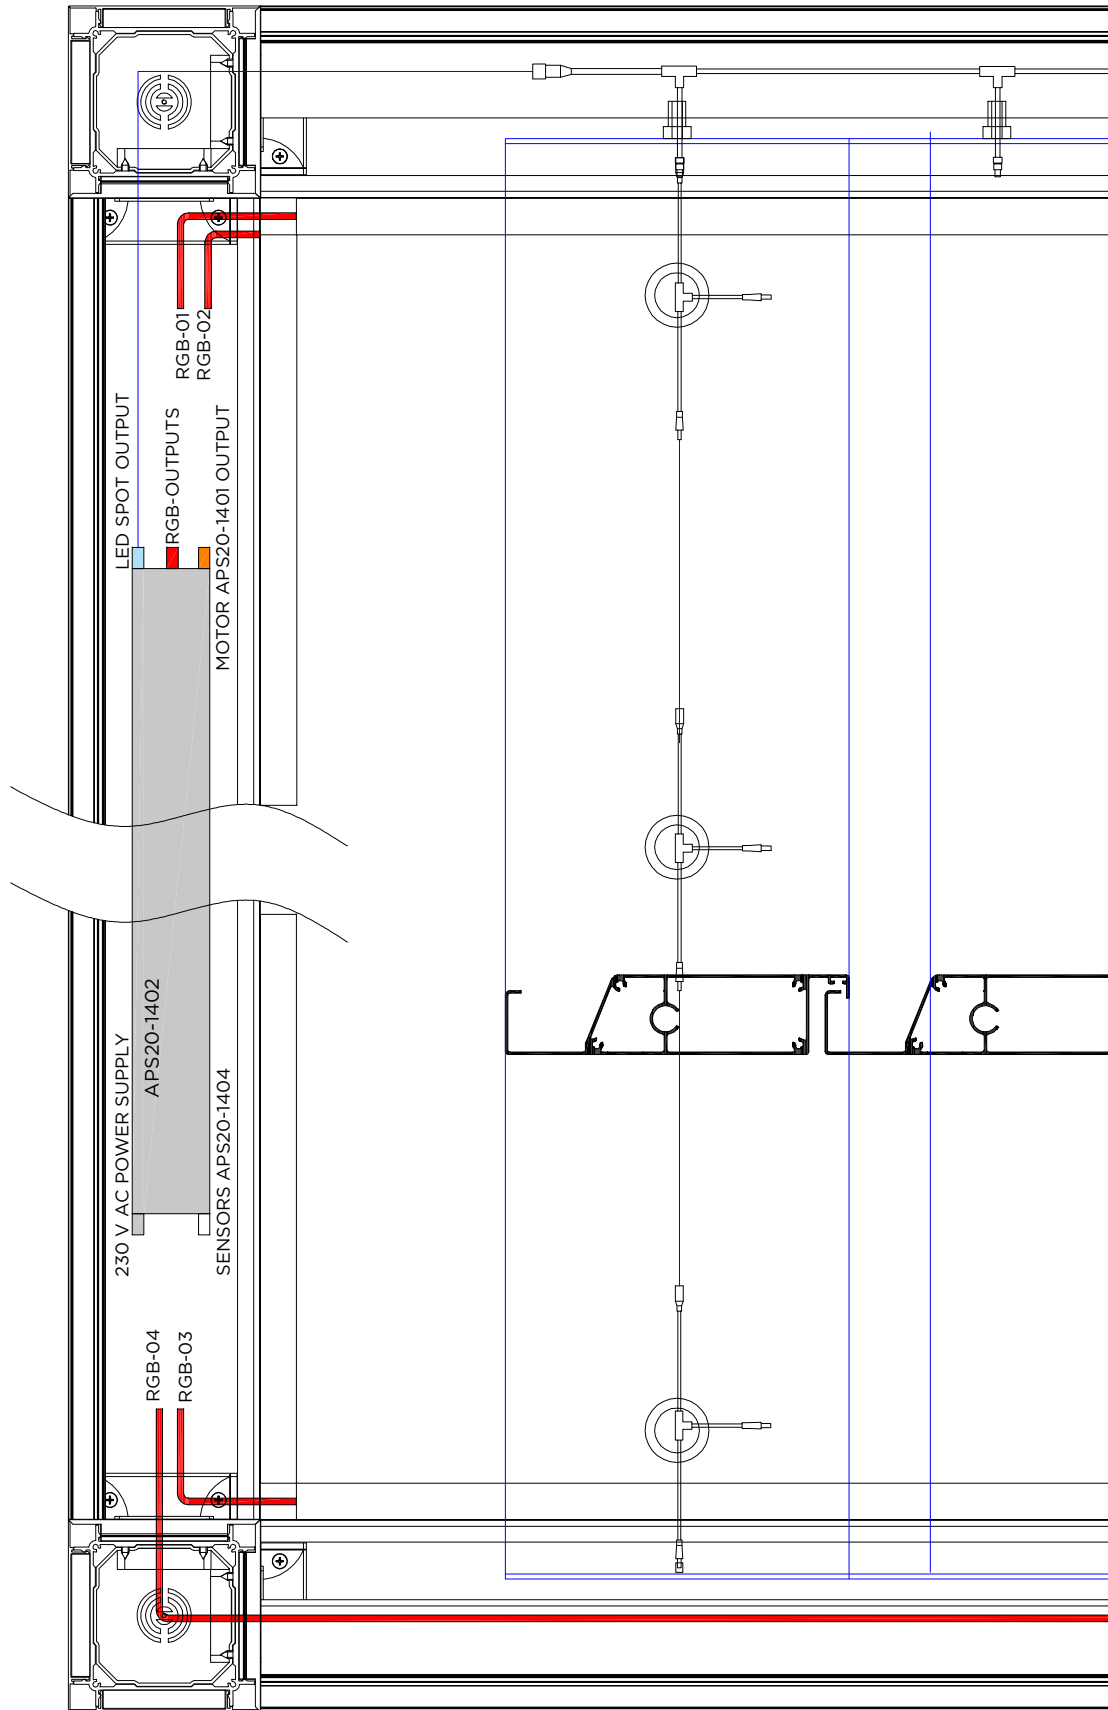 RGB-01
RGB-02
LED SPOT OUTPUT
RGB-OUTPUTS
MOTOR APS20-1401 OUTPUT
230 V AC POWER SUPPLY
APS20-1402
SENSORS APS20-1404
RGB-04
RGB-03